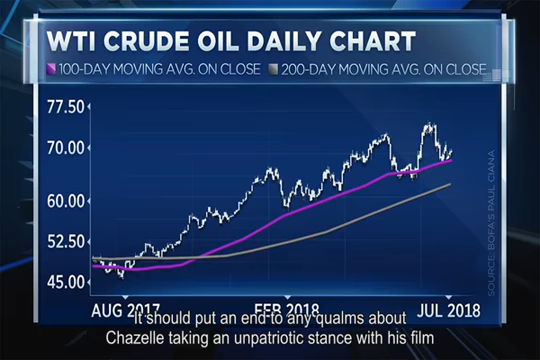 WTI CRUDE OIL DAILY CHART
100-DAY MOVING AVG. ON CLOSE 200-DAY MOVING AVG. ON CLOSE
77.50
70.00
60.00
52.50
45.00
AUG 2017 FEB 2018 JUL 2018
SOURCE: BOFA'S PAUL CIANA
It should put an end to any qualms about
Chazelle taking an unpatriotic stance with his film